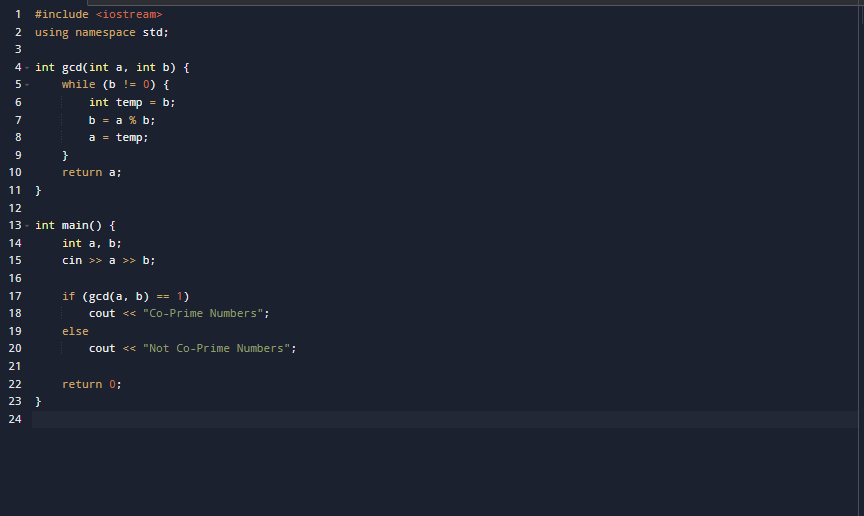 1 #include <iostream>
2 using namespace std;
3
4 int gcd(int a, int b) {
5     while (b != 0) {
6         int temp = b;
7         b = a % b;
8         a = temp;
9     }
10     return a;
11 }
12
13 int main() {
14     int a, b;
15     cin >> a >> b;
16
17     if (gcd(a, b) == 1)
18         cout << "Co-Prime Numbers";
19     else
20         cout << "Not Co-Prime Numbers";
21
22     return 0;
23 }
24